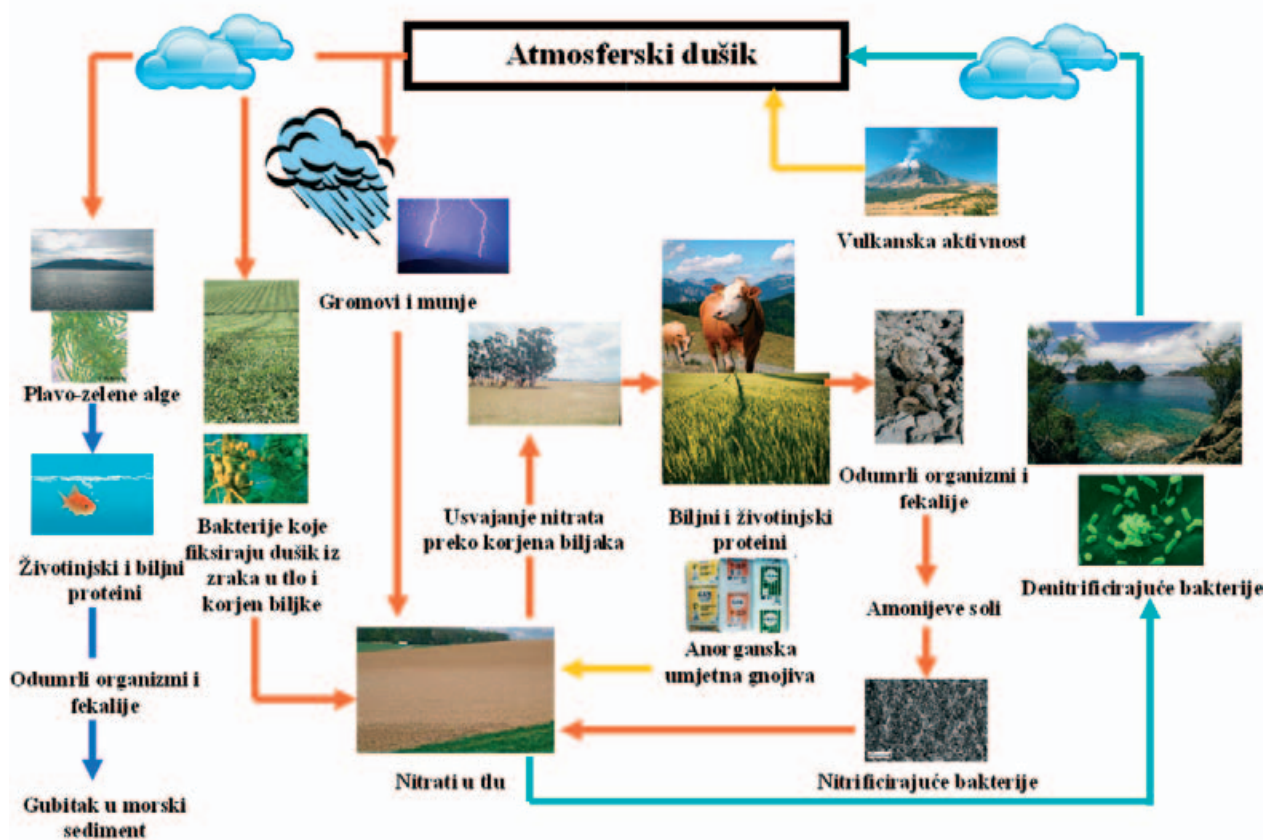 Atmosferski dušik
Vulkanska aktivnost
Gromovi i munje
Plavo-zelene alge
Bakterije koje
fiksiraju dušik iz
zraka u tlo i
korjen biljke
Usvajanje nitrata
preko korjena biljaka
Biljni i životinjski
proteini
Odumrli organizmi i
fekalije
Životinjski i biljni
proteini
Denitrificirajuće bakterije
Amonijeve soli
Anorganska
umjetna gnojiva
Odumrli organizmi i
fekalije
Nitrati u tlu
Nitrificirajuće bakterije
Gubitak u morski
sediment